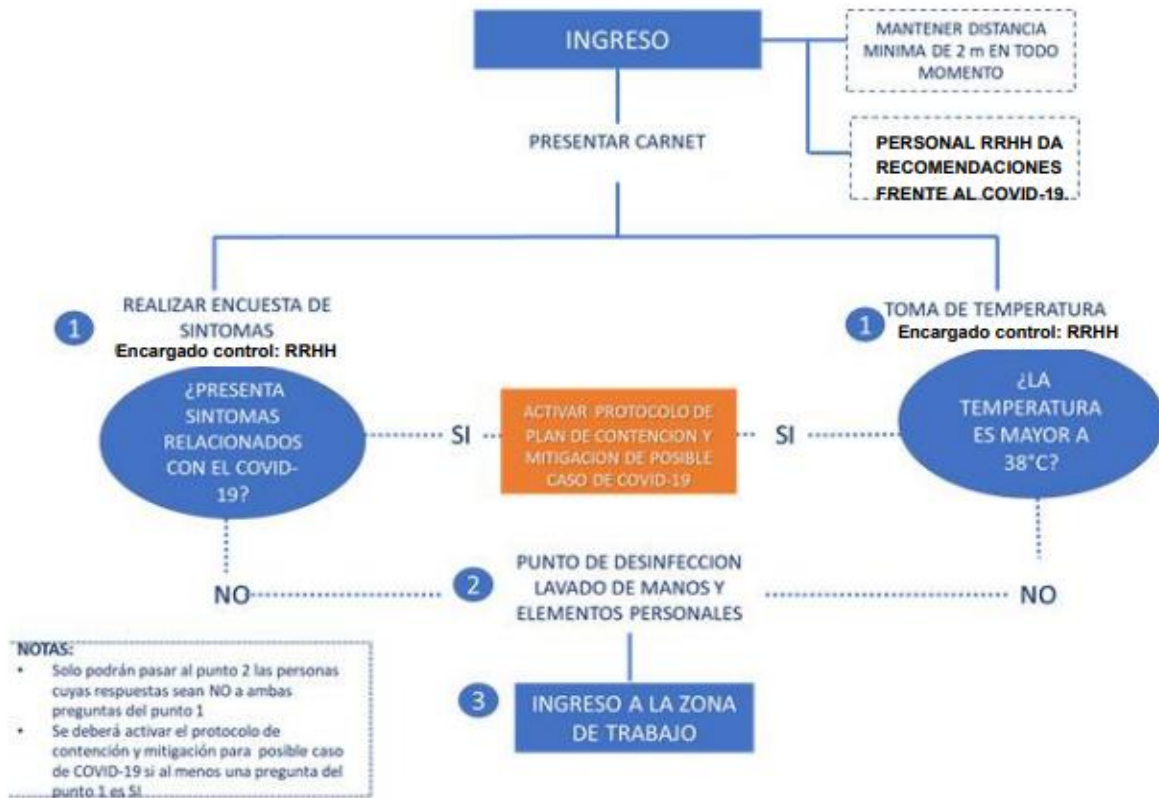 INGRESO
MANTENER DISTANCIA
MINIMA DE 2 m EN TODO
MOMENTO
PRESENTAR CARNET
PERSONAL RRHH DA
RECOMENDACIONES
FRENTE AL COVID-19.
1
REALIZAR ENCUESTA DE
SINTOMAS
Encargado control: RRHH
1
TOMA DE TEMPERATURA
Encargado control: RRHH
¿PRESENTA
SINTOMAS
RELACIONADOS
CON EL COVID-
19?
SI
ACTIVAR PROTOCOLO DE
PLAN DE CONTENCION Y
MITIGACION DE POSIBLE
CASO DE COVID-19
SI
¿LA
TEMPERATURA
ES MAYOR A
38°C?
NO
2
PUNTO DE DESINFECCION
LAVADO DE MANOS Y
ELEMENTOS PERSONALES
NO
3
INGRESO A LA ZONA
DE TRABAJO
NOTAS:
• Solo podrán pasar al punto 2 las personas
cuyas respuestas sean NO a ambas
preguntas del punto 1
• Se deberá activar el protocolo de
contención y mitigación para posible caso
de COVID-19 si al menos una pregunta del
punto 1 es SI